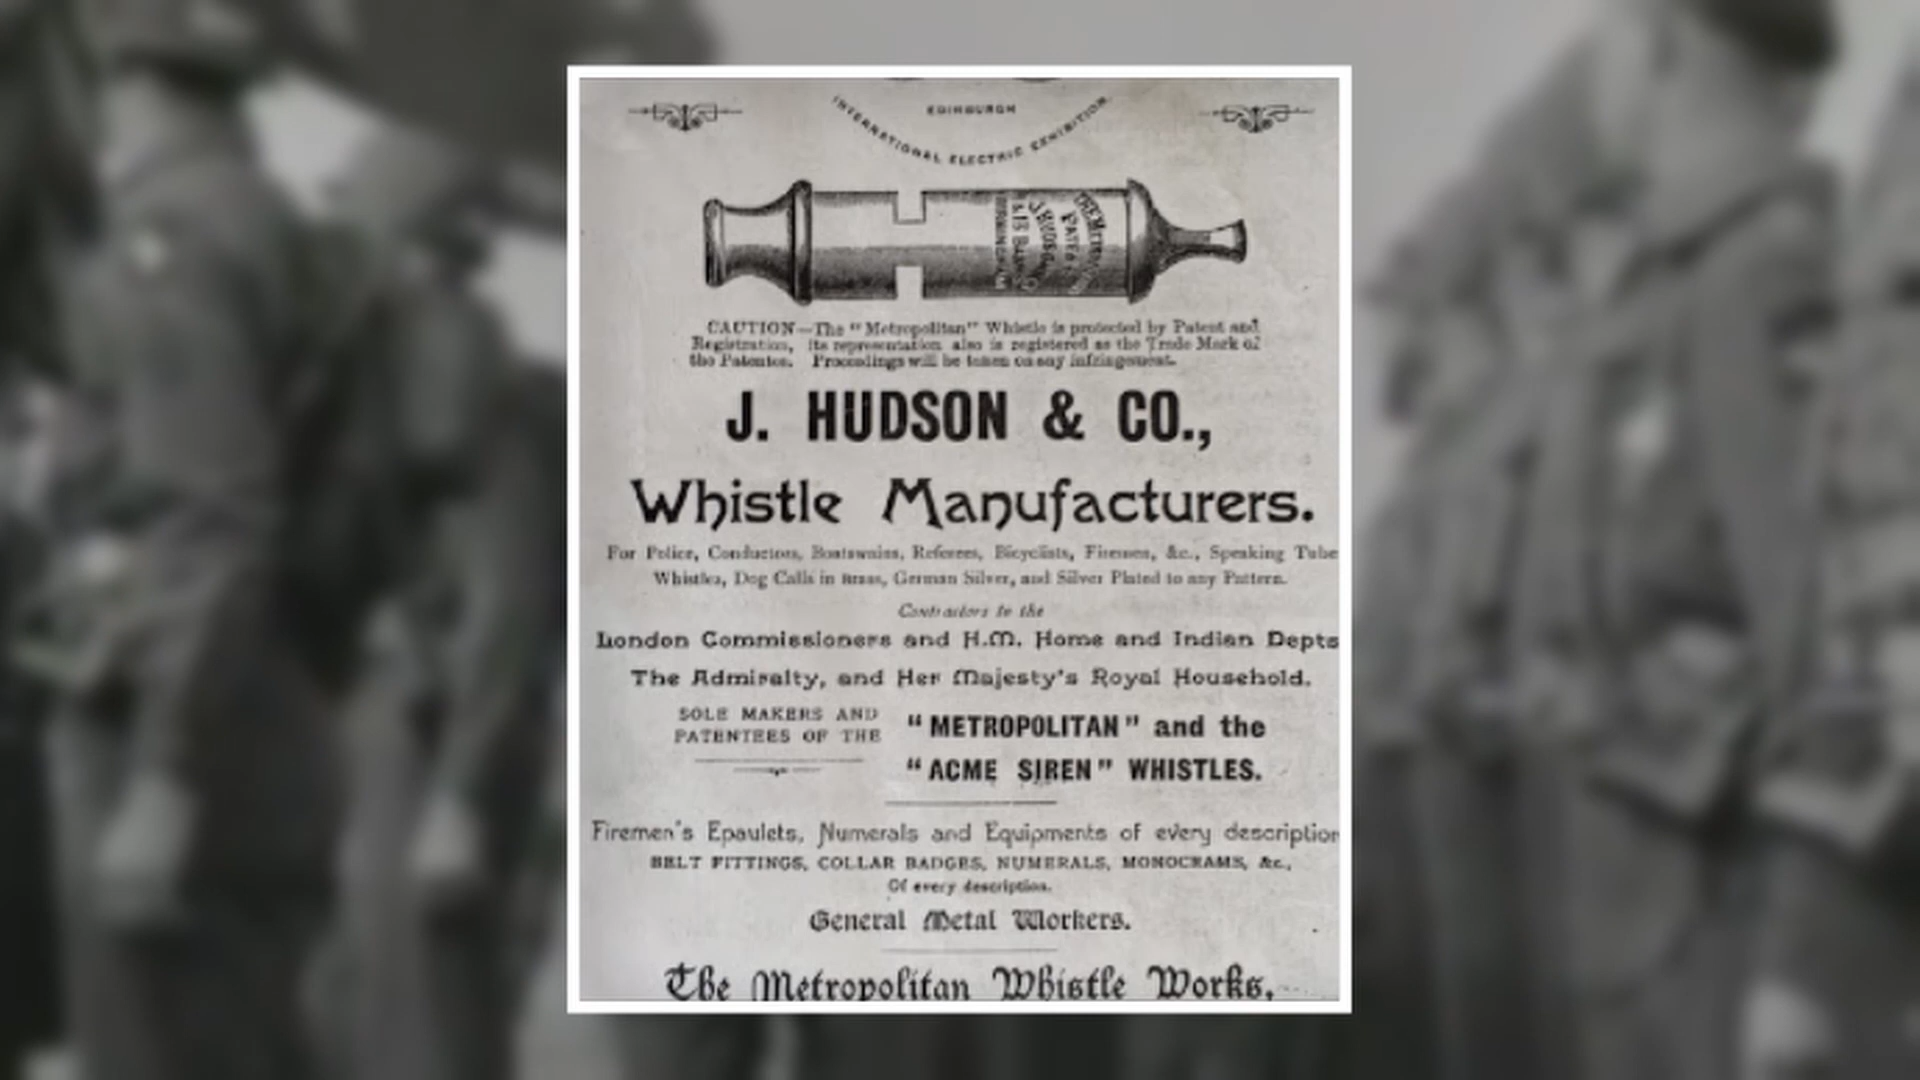 EDINBURGH
INTERNATIONAL ELECTRIC EXHIBITION
CAUTION—The "Metropolitan" Whistle is protected by Patent and
Registration, its representation also is registered as the Trade Mark of
the Patentee. Proceedings will be taken on any infringement.
J. HUDSON & CO.,
Whistle Manufacturers.
For Police, Conductors, Boatswains, Referees, Bicyclists, Firemen, &c., Speaking Tube
Whistles, Dog Calls in Brass, German Silver, and Silver Plated to any Pattern.
Contractors to the
London Commissioners and H.M. Home and Indian Depts
The Admiralty, and Her Majesty's Royal Household.
SOLE MAKERS AND
PATENTEES OF THE
"METROPOLITAN" and the
"ACME SIREN" WHISTLES.
Firemen's Epaulets, Numerals and Equipments of every description
BELT FITTINGS, COLLAR BADGES, NUMERALS, MONOGRAMS, &c.,
Of every description.
General Metal Workers.
The Metropolitan Whistle Works,